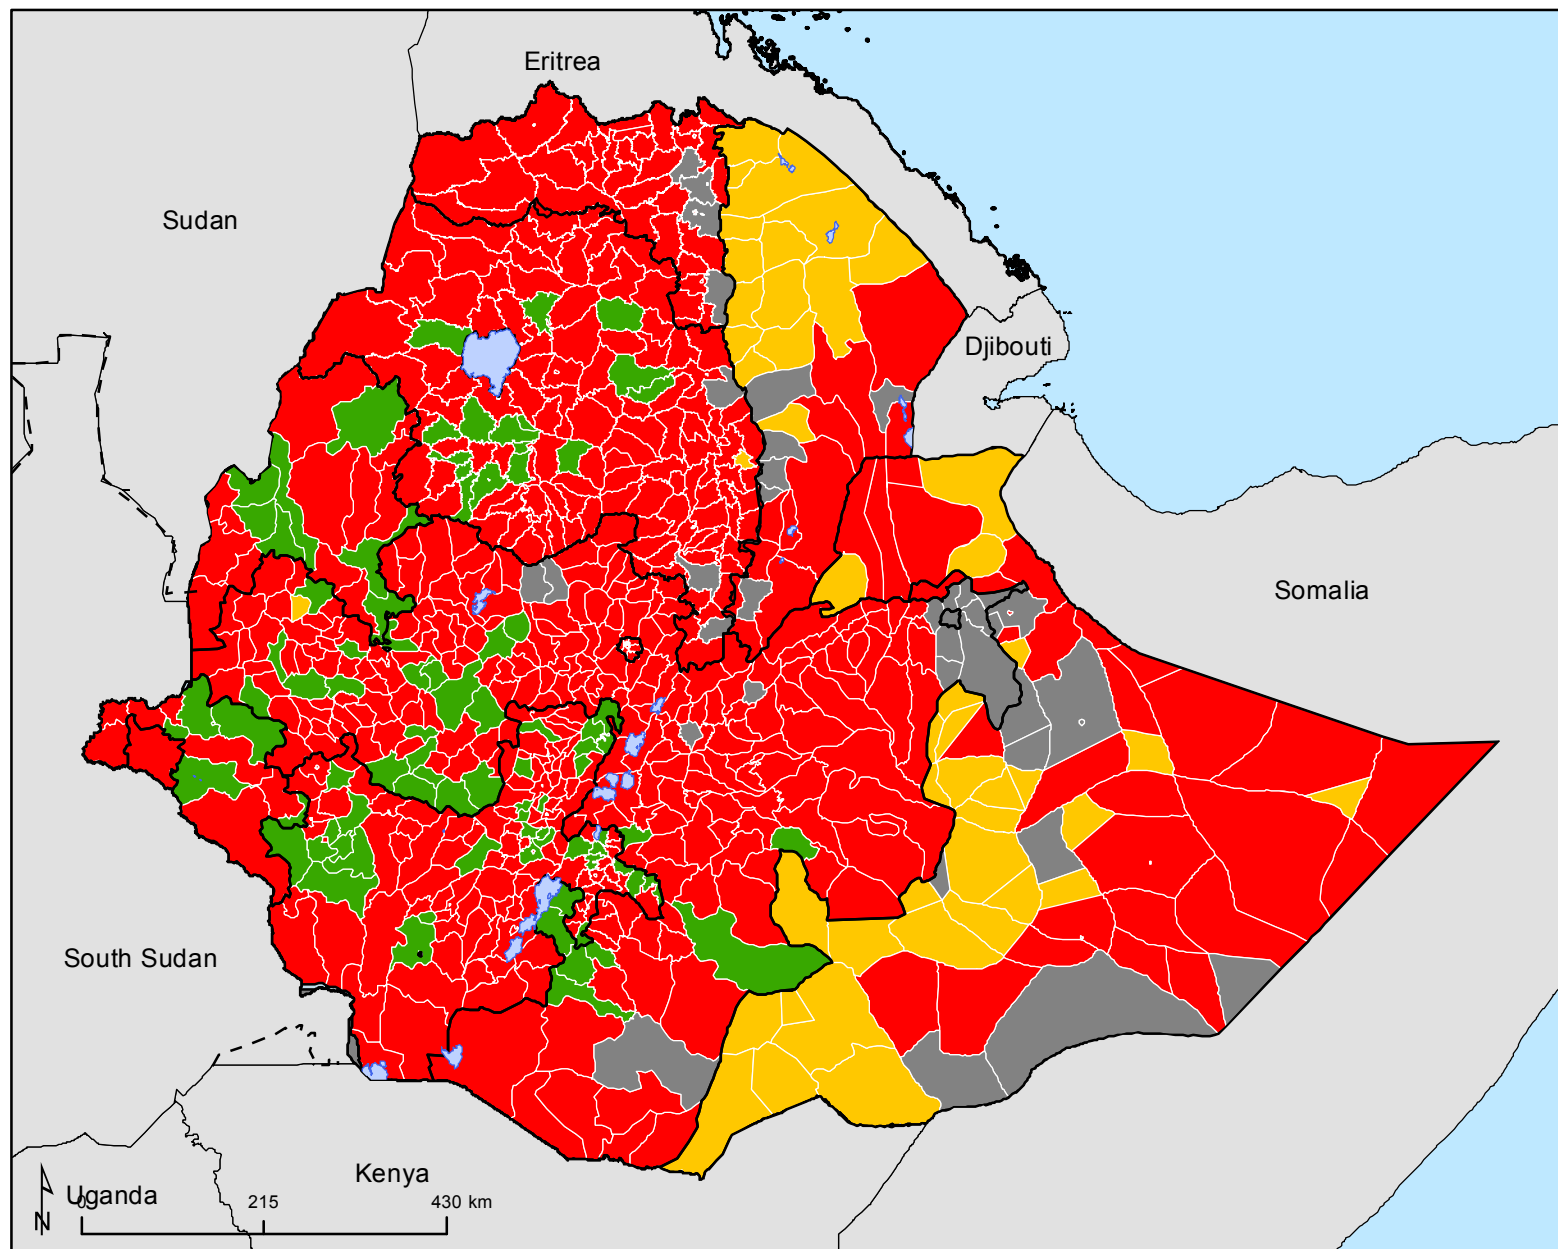 Eritrea
Sudan
Djibouti
Somalia
South Sudan
Kenya
Uganda
0 215 430 km
N